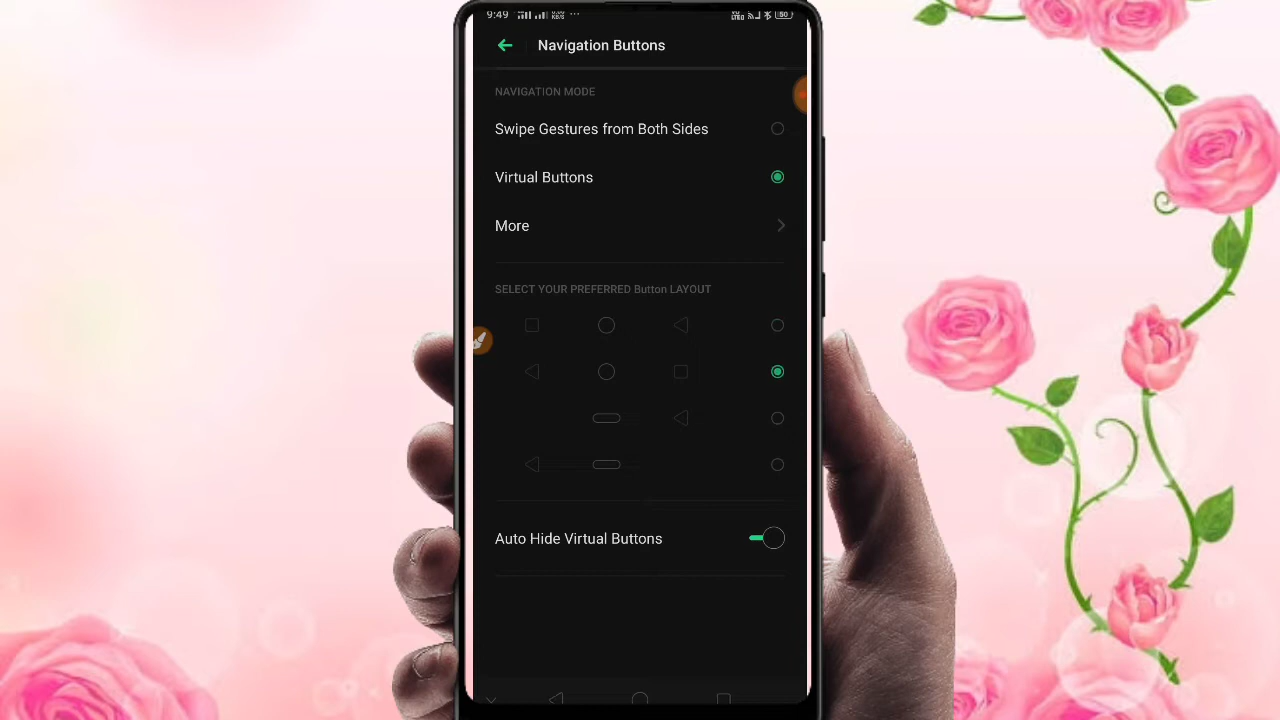 9:49
50
Navigation Buttons
NAVIGATION MODE
Swipe Gestures from Both Sides
Virtual Buttons
More
SELECT YOUR PREFERRED Button LAYOUT
Auto Hide Virtual Buttons